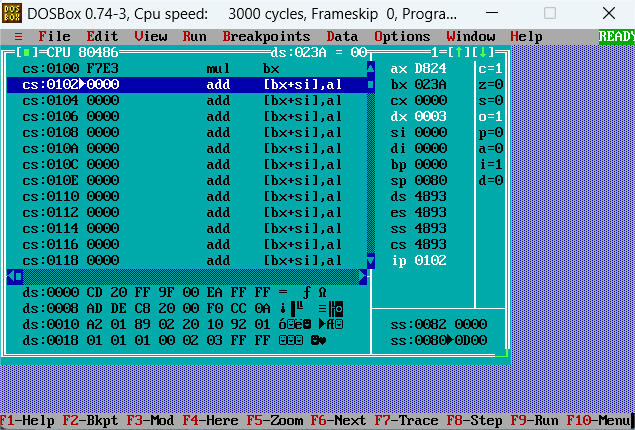 DOSBox 0.74-3, Cpu speed: 3000 cycles, Frameskip 0, Progra...
≡ File Edit View Run Breakpoints Data Options Window Help READY
[■]=CPU 80486 ds:023A = 00 1=[↑][↓]
cs:0100 F7E3 mul bx ax D824 c=1
cs:0102►0000 add [bx+si],al bx 023A z=0
cs:0104 0000 add [bx+si],al cx 0000 s=0
cs:0106 0000 add [bx+si],al dx 0003 o=1
cs:0108 0000 add [bx+si],al si 0000 p=0
cs:010A 0000 add [bx+si],al di 0000 a=0
cs:010C 0000 add [bx+si],al bp 0000 i=1
cs:010E 0000 add [bx+si],al sp 0080 d=0
cs:0110 0000 add [bx+si],al ds 4893
cs:0112 0000 add [bx+si],al es 4893
cs:0114 0000 add [bx+si],al ss 4893
cs:0116 0000 add [bx+si],al cs 4893
cs:0118 0000 add [bx+si],al ip 0102
ds:0000 CD 20 FF 9F 00 EA FF FF = ƒ Ω
ds:0008 AD DE C8 20 00 F0 CC 0A ¡▐╚ ≡╠◙ ss:0082 0000
ds:0010 A2 01 89 02 20 10 92 01 ó☺ë☻ ►Æ☺ ss:0080►0D00
ds:0018 01 01 01 00 02 03 FF FF ☺☺☺ ☻♥
F1-Help F2-Bkpt F3-Mod F4-Here F5-Zoom F6-Next F7-Trace F8-Step F9-Run F10-Menu